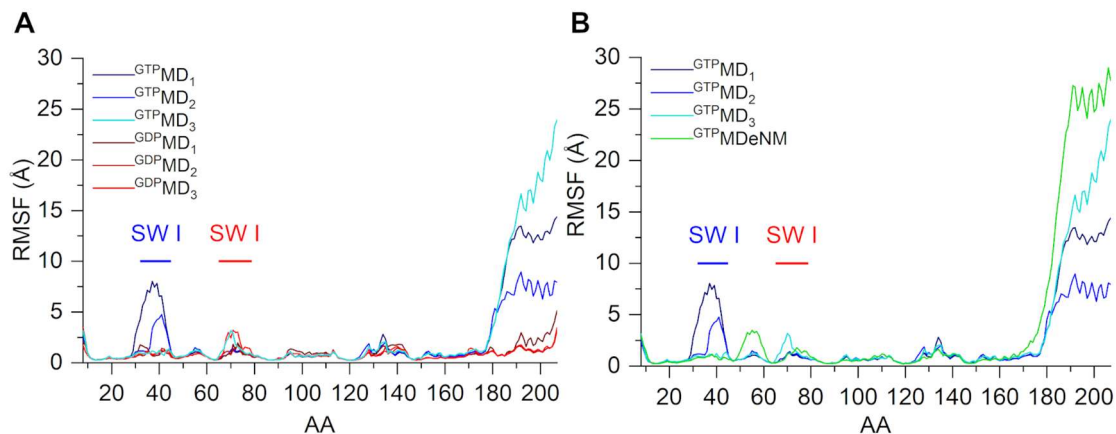 A
RMSF (Å)
30
25
20
15
10
5
0
GTPMD1
GTPMD2
GTPMD3
GDPMD1
GDPMD2
GDPMD3
SW I
SW I
20 40 60 80 100 120 140 160 180 200
AA
B
RMSF (Å)
30
25
20
15
10
5
0
GTPMD1
GTPMD2
GTPMD3
GTPMDeNM
SW I
SW I
20 40 60 80 100 120 140 160 180 200
AA